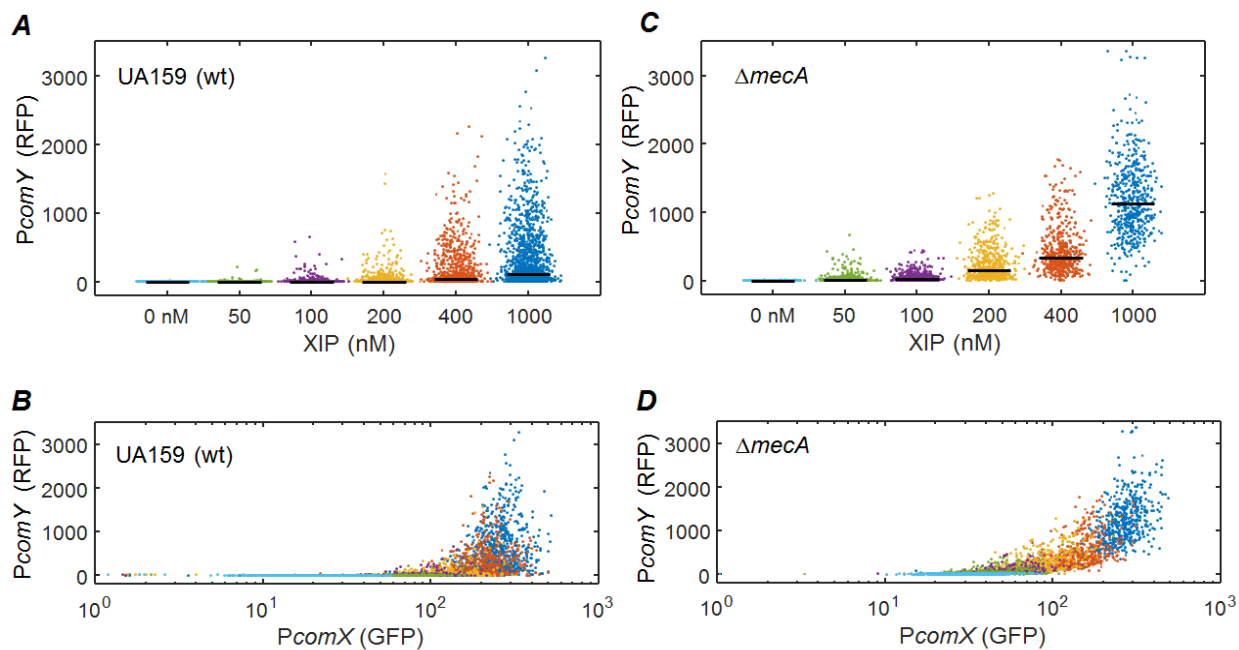 A
UA159 (wt)
PcomY (RFP)
3000
2000
1000
0
0 nM 50 100 200 400 1000
XIP (nM)
C
ΔmecA
PcomY (RFP)
3000
2000
1000
0
0 nM 50 100 200 400 1000
XIP (nM)
B
UA159 (wt)
PcomY (RFP)
3000
2000
1000
0
10⁰ 10¹ 10² 10³
PcomX (GFP)
D
ΔmecA
PcomY (RFP)
3000
2000
1000
0
10⁰ 10¹ 10² 10³
PcomX (GFP)